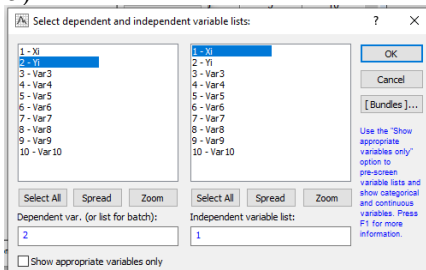 Select dependent and independent variable lists:
?
1 - Xi
2 - Yi
3 - Var3
4 - Var4
5 - Var5
6 - Var6
7 - Var7
8 - Var8
9 - Var9
10 - Var10
1 - Xi
2 - Yi
3 - Var3
4 - Var4
5 - Var5
6 - Var6
7 - Var7
8 - Var8
9 - Var9
10 - Var10
OK
Cancel
[ Bundles ]...
Use the "Show
appropriate
variables only"
option to
pre-screen
variable lists and
show categorical
and continuous
variables. Press
F1 for more
information.
Select All Spread Zoom
Select All Spread Zoom
Dependent var. (or list for batch):
2
Independent variable list:
1
Show appropriate variables only